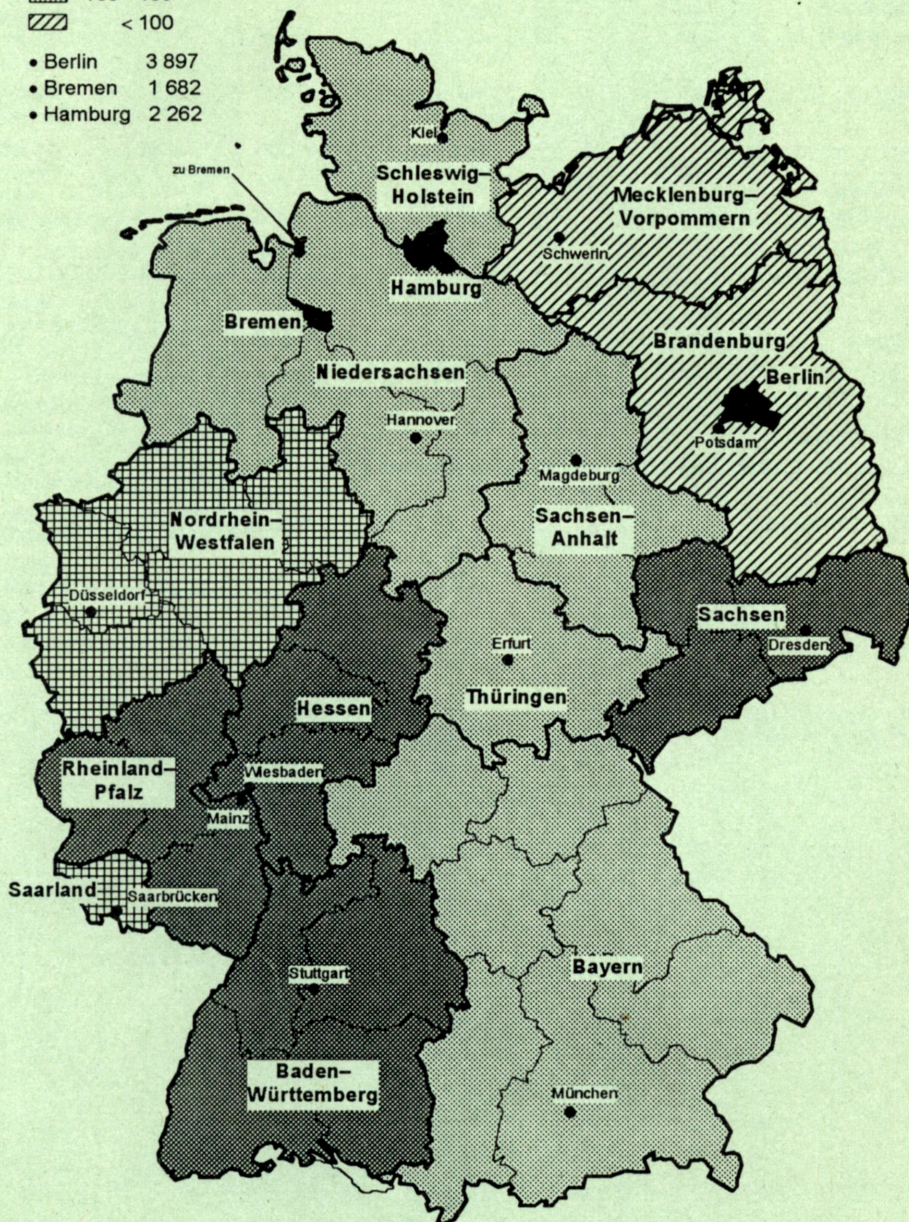 < 100
• Berlin 3 897
• Bremen 1 682
• Hamburg 2 262
Kiel
zu Bremen
Schleswig–
Holstein
Mecklenburg–
Vorpommern
Schwerin
Hamburg
Bremen
Brandenburg
Niedersachsen
Berlin
Hannover
Potsdam
Magdeburg
Nordrhein–
Westfalen
Sachsen–
Anhalt
Düsseldorf
Sachsen
Erfurt
Dresden
Thüringen
Hessen
Rheinland–
Pfalz
Wiesbaden
Mainz
Saarland
Saarbrücken
Bayern
Stuttgart
Baden–
Württemberg
München